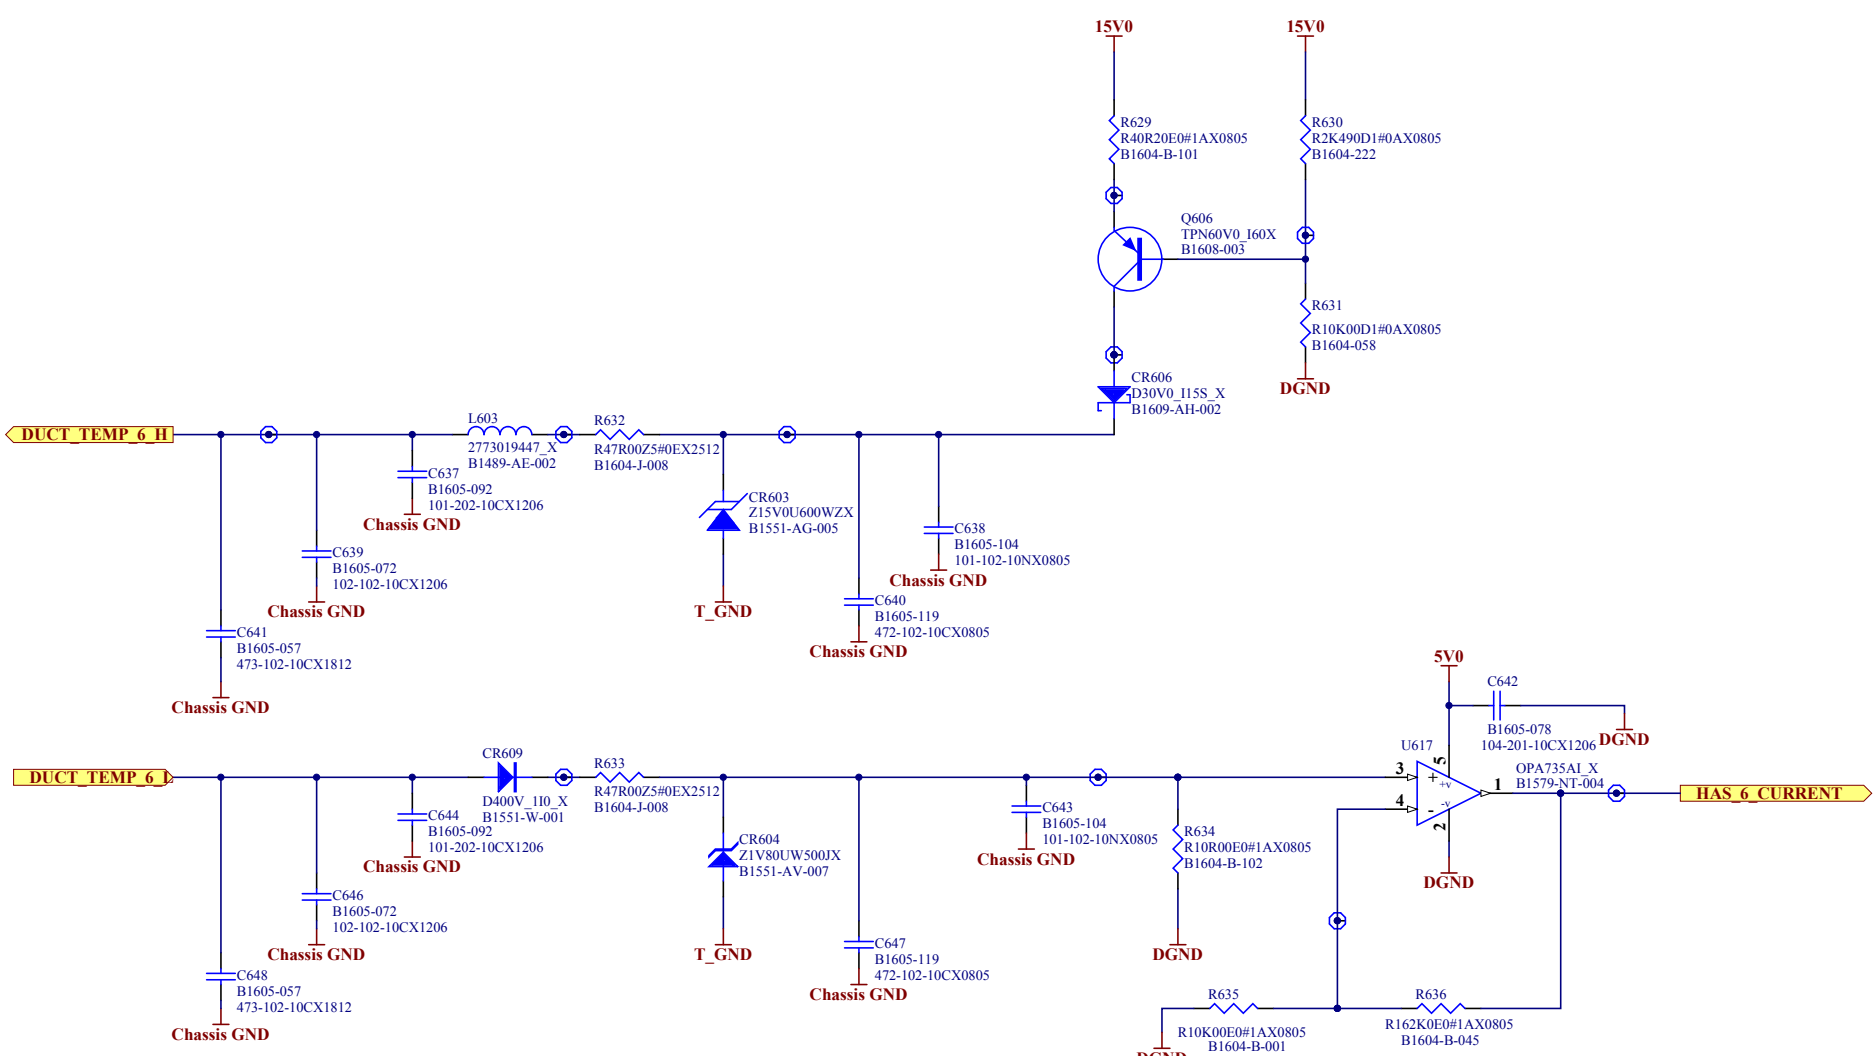 15V0
15V0
R629
R40R20E0#1AX0805
B1604-B-101
R630
R2K490D1#0AX0805
B1604-222
Q606
TPN60V0_I60X
B1608-003
R631
R10K00D1#0AX0805
B1604-058
DGND
CR606
D30V0_I15S_X
B1609-AH-002
DUCT_TEMP_6_H
L603
2773019447_X
B1489-AE-002
R632
R47R00Z5#0EX2512
B1604-J-008
C637
B1605-092
101-202-10CX1206
Chassis GND
CR603
Z15V0U600WZX
B1551-AG-005
T_GND
C638
B1605-104
101-102-10NX0805
Chassis GND
C639
B1605-072
102-102-10CX1206
Chassis GND
C640
B1605-119
472-102-10CX0805
Chassis GND
C641
B1605-057
473-102-10CX1812
Chassis GND
5V0
C642
B1605-078
104-201-10CX1206
DGND
U617
OPA735AI_X
B1579-NT-004
3
4
5
1
2
+
+v
-
-v
DGND
HAS_6_CURRENT
DUCT_TEMP_6_L
CR609
D400V_1I0_X
B1551-W-001
R633
R47R00Z5#0EX2512
B1604-J-008
C644
B1605-092
101-202-10CX1206
Chassis GND
CR604
Z1V80UW500JX
B1551-AV-007
T_GND
C643
B1605-104
101-102-10NX0805
Chassis GND
R634
R10R00E0#1AX0805
B1604-B-102
DGND
C646
B1605-072
102-102-10CX1206
Chassis GND
C647
B1605-119
472-102-10CX0805
Chassis GND
C648
B1605-057
473-102-10CX1812
Chassis GND
R635
R10K00E0#1AX0805
B1604-B-001
DGND
R636
R162K0E0#1AX0805
B1604-B-045